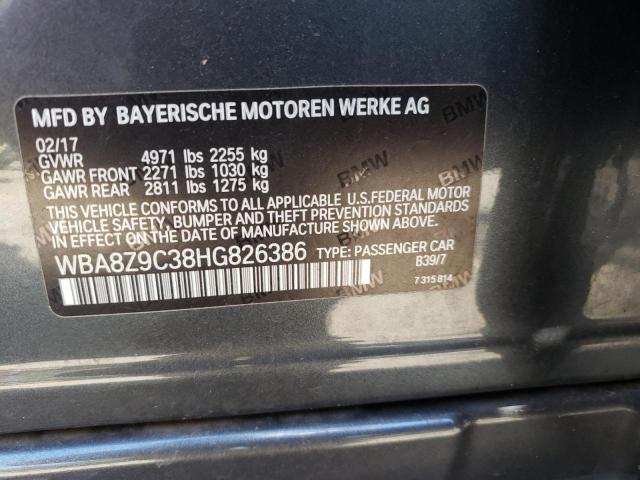 MFD BY BAYERISCHE MOTOREN WERKE AG
02/17
GVWR 4971 lbs 2255 kg
GAWR FRONT 2271 lbs 1030 kg
GAWR REAR 2811 lbs 1275 kg
THIS VEHICLE CONFORMS TO ALL APPLICABLE U.S.FEDERAL MOTOR
VEHICLE SAFETY, BUMPER AND THEFT PREVENTION STANDARDS
IN EFFECT ON THE DATE OF MANUFACTURE SHOWN ABOVE.
WBA8Z9C38HG826386 TYPE: PASSENGER CAR
B39/7
7 315 814
BMW
BMW
BMW